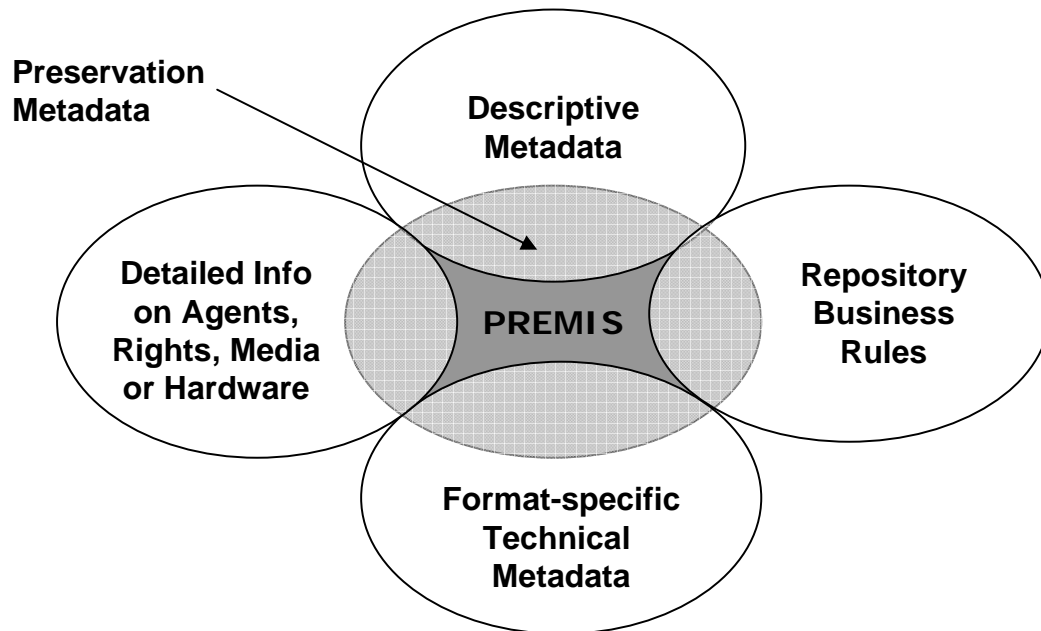 Preservation
Metadata
Descriptive
Metadata
Detailed Info
on Agents,
Rights, Media
or Hardware
PREMIS
Repository
Business
Rules
Format-specific
Technical
Metadata